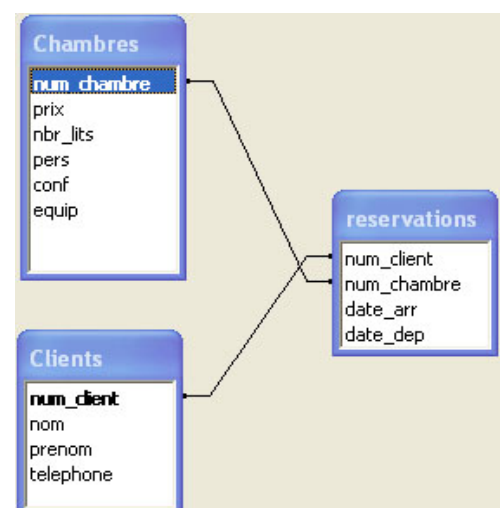 Chambres
num_chambre
prix
nbr_lits
pers
conf
equip
reservations
num_client
num_chambre
date_arr
date_dep
Clients
num_client
nom
prenom
telephone